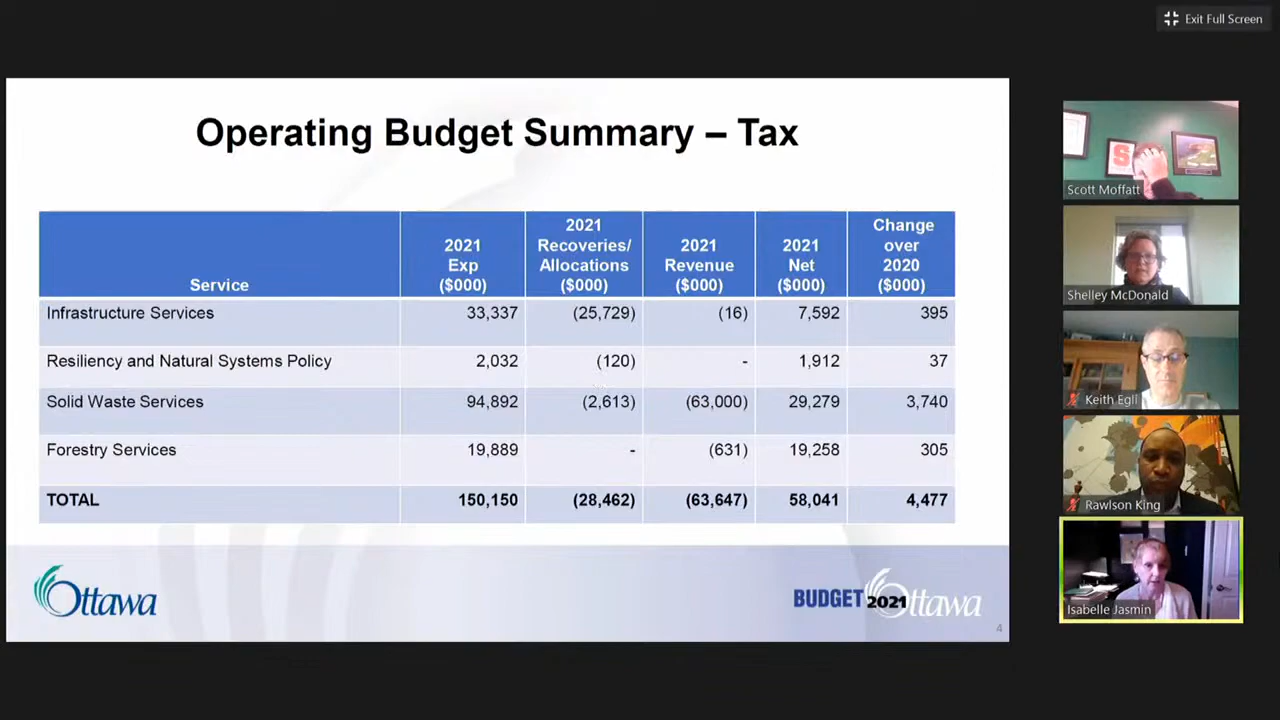 Exit Full Screen
Operating Budget Summary – Tax
Service
2021
Exp
($000)
2021
Recoveries/
Allocations
($000)
2021
Revenue
($000)
2021
Net
($000)
Change
over
2020
($000)
Infrastructure Services 33,337 (25,729) (16) 7,592 395
Resiliency and Natural Systems Policy 2,032 (120) - 1,912 37
Solid Waste Services 94,892 (2,613) (63,000) 29,279 3,740
Forestry Services 19,889 - (631) 19,258 305
TOTAL 150,150 (28,462) (63,647) 58,041 4,477
Ottawa
BUDGET 2021 Ottawa
4
Scott Moffatt
S
Shelley McDonald
Keith Egli
Rawlson King
Isabelle Jasmin